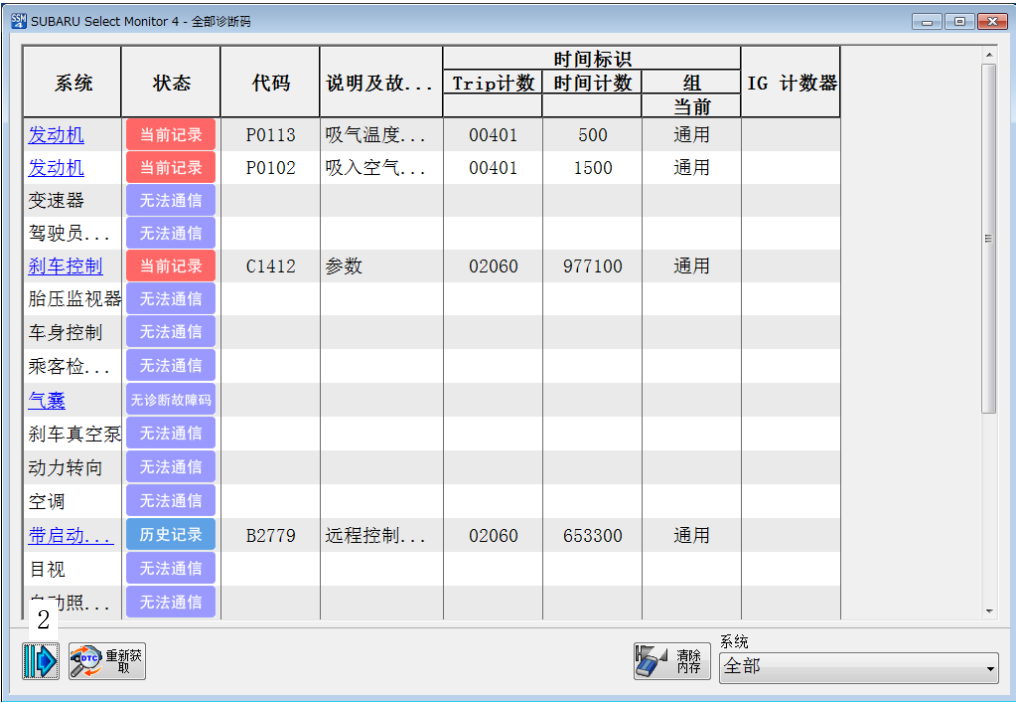 SSM 4 SUBARU Select Monitor 4 - 全部诊断码
时间标识
系统 状态 代码 说明及故... Trip计数 时间计数 组 IG 计数器
当前
发动机 当前记录 P0113 吸气温度... 00401 500 通用
发动机 当前记录 P0102 吸入空气... 00401 1500 通用
变速器 无法通信
驾驶员... 无法通信
刹车控制 当前记录 C1412 参数 02060 977100 通用
胎压监视器 无法通信
车身控制 无法通信
乘客检... 无法通信
气囊 无诊断故障码
刹车真空泵 无法通信
动力转向 无法通信
空调 无法通信
带启动... 历史记录 B2779 远程控制... 02060 653300 通用
目视 无法通信
动照... 无法通信
2
DTC 重新获
取
清除
内存
系统
全部